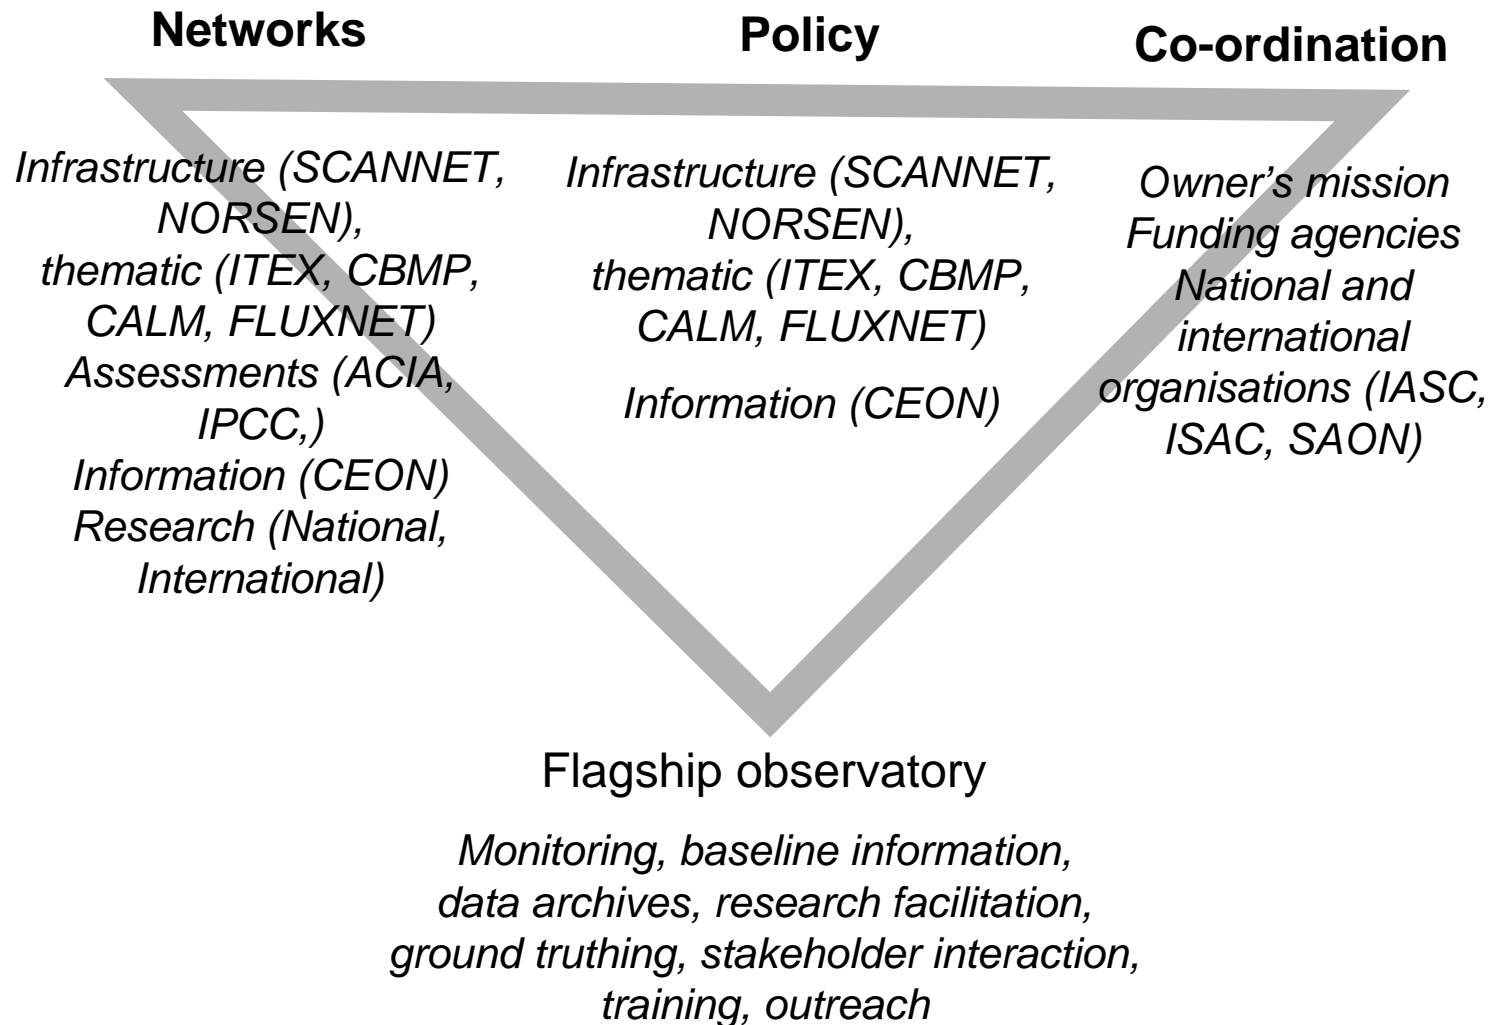 Networks
Policy
Co-ordination
Infrastructure (SCANNET,
NORSEN),
thematic (ITEX, CBMP,
CALM, FLUXNET)
Assessments (ACIA,
IPCC,)
Information (CEON)
Research (National,
International)
Infrastructure (SCANNET,
NORSEN),
thematic (ITEX, CBMP,
CALM, FLUXNET)
Information (CEON)
Owner’s mission
Funding agencies
National and
international
organisations (IASC,
ISAC, SAON)
Flagship observatory
Monitoring, baseline information,
data archives, research facilitation,
ground truthing, stakeholder interaction,
training, outreach